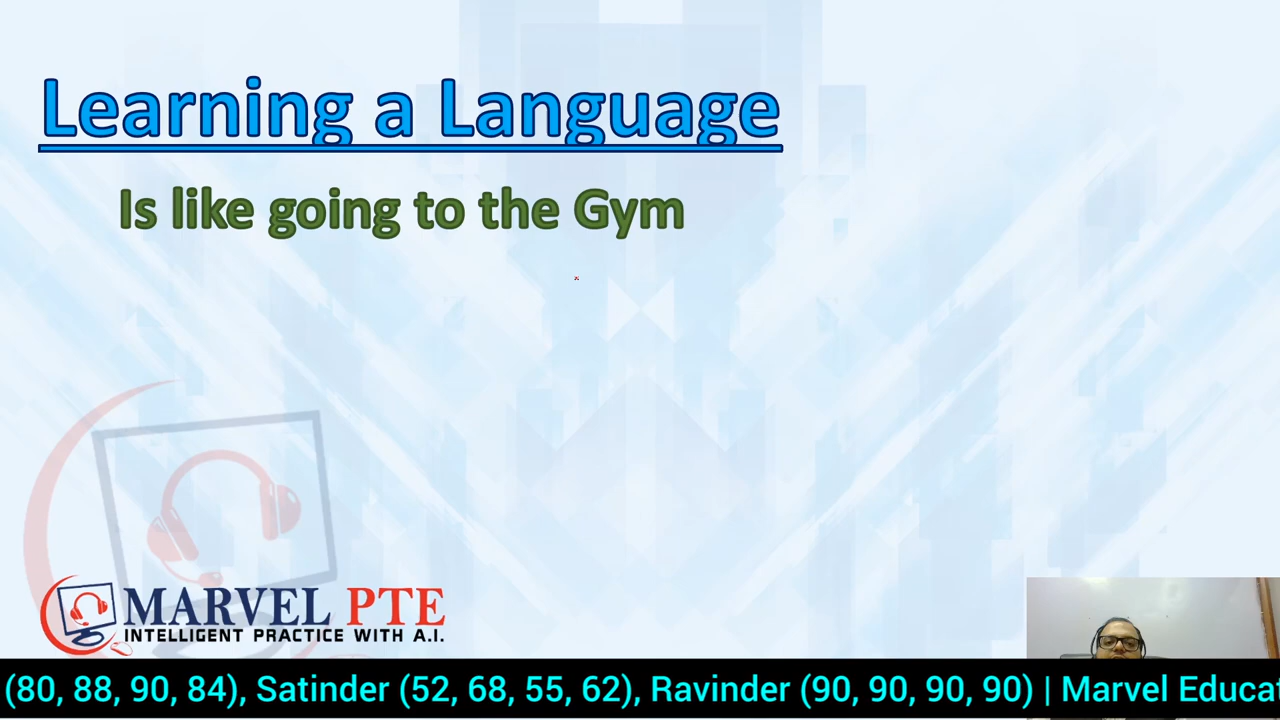 Learning a Language
Is like going to the Gym
MARVEL PTE
INTELLIGENT PRACTICE WITH A.I.
(80, 88, 90, 84), Satinder (52, 68, 55, 62), Ravinder (90, 90, 90, 90) | Marvel Educat